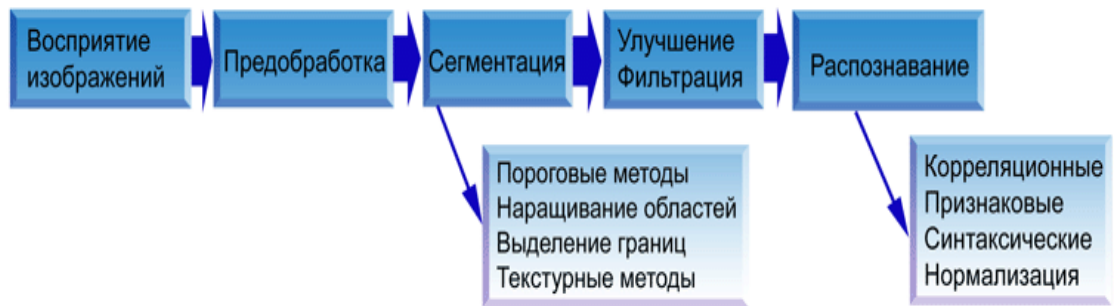 Восприятие
изображений
Предобработка
Сегментация
Улучшение
Фильтрация
Распознавание
Пороговые методы
Наращивание областей
Выделение границ
Текстурные методы
Корреляционные
Признаковые
Синтаксические
Нормализация